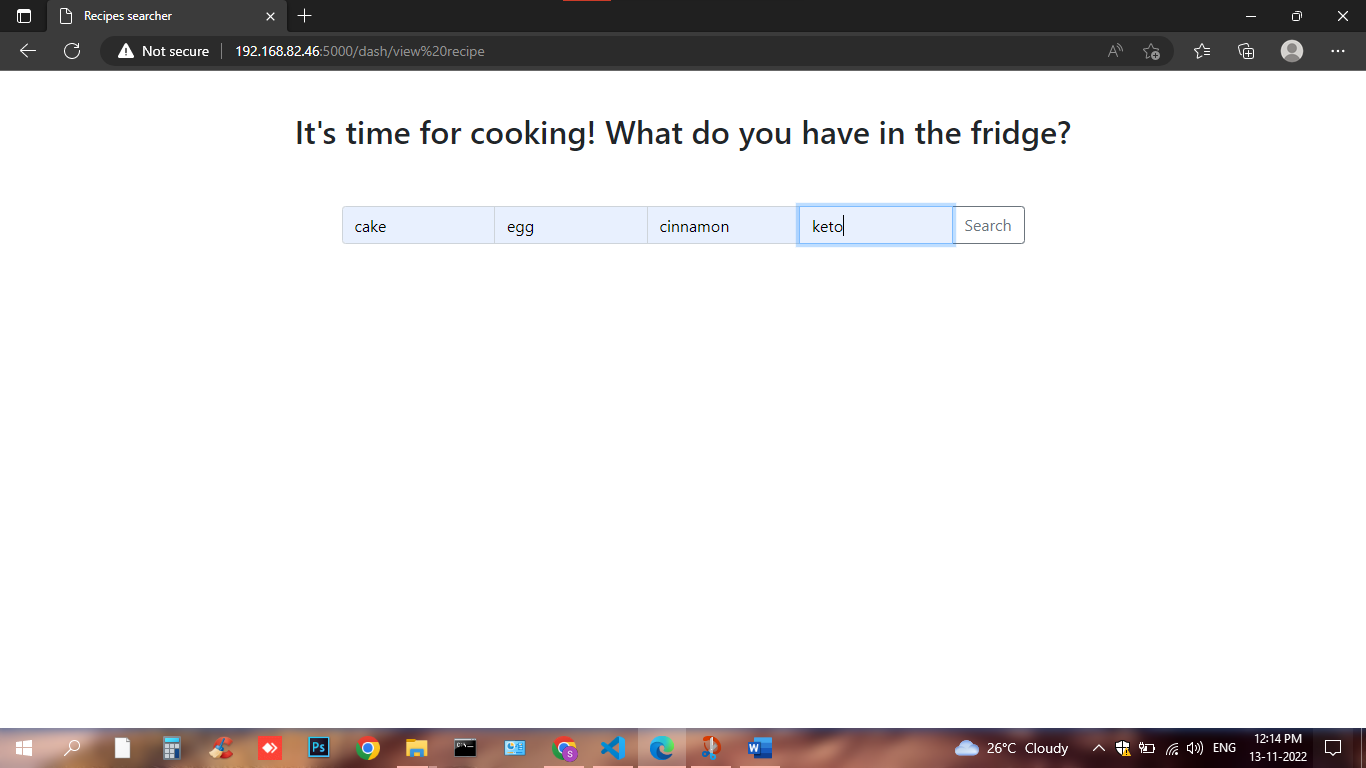 Recipes searcher
Not secure 192.168.82.46:5000/dash/view%20recipe
It's time for cooking! What do you have in the fridge?
cake egg cinnamon keto Search
Ps S W 26°C Cloudy ENG 12:14 PM
13-11-2022